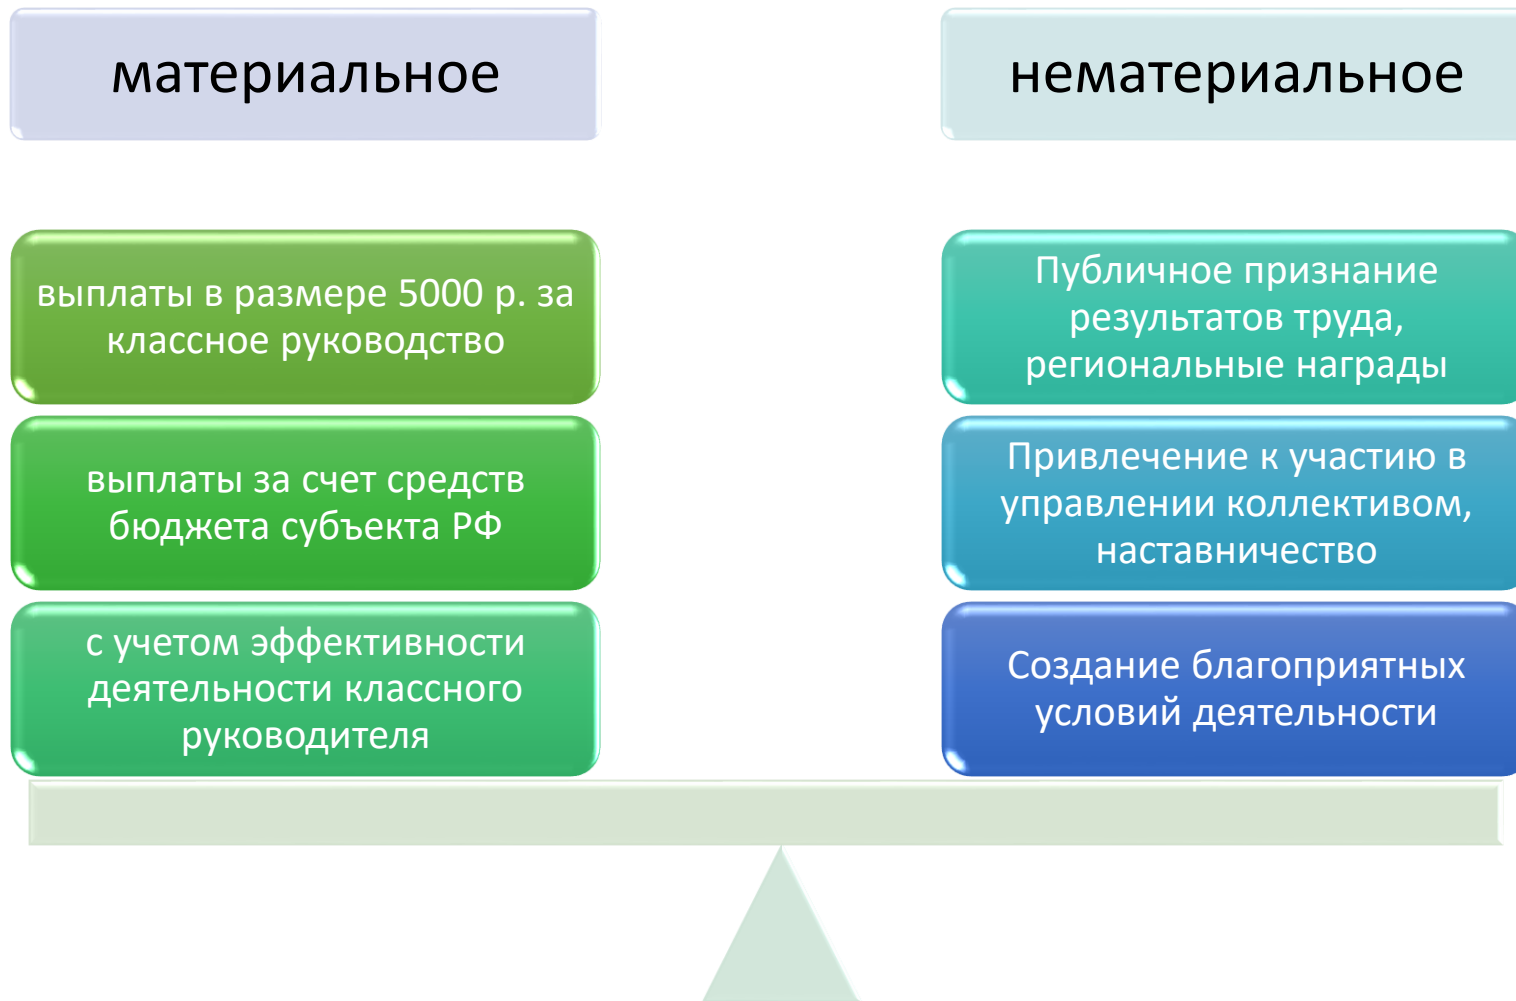 материальное
выплаты в размере 5000 р. за
классное руководство
выплаты за счет средств
бюджета субъекта РФ
с учетом эффективности
деятельности классного
руководителя
нематериальное
Публичное признание
результатов труда,
региональные награды
Привлечение к участию в
управлении коллективом,
наставничество
Создание благоприятных
условий деятельности